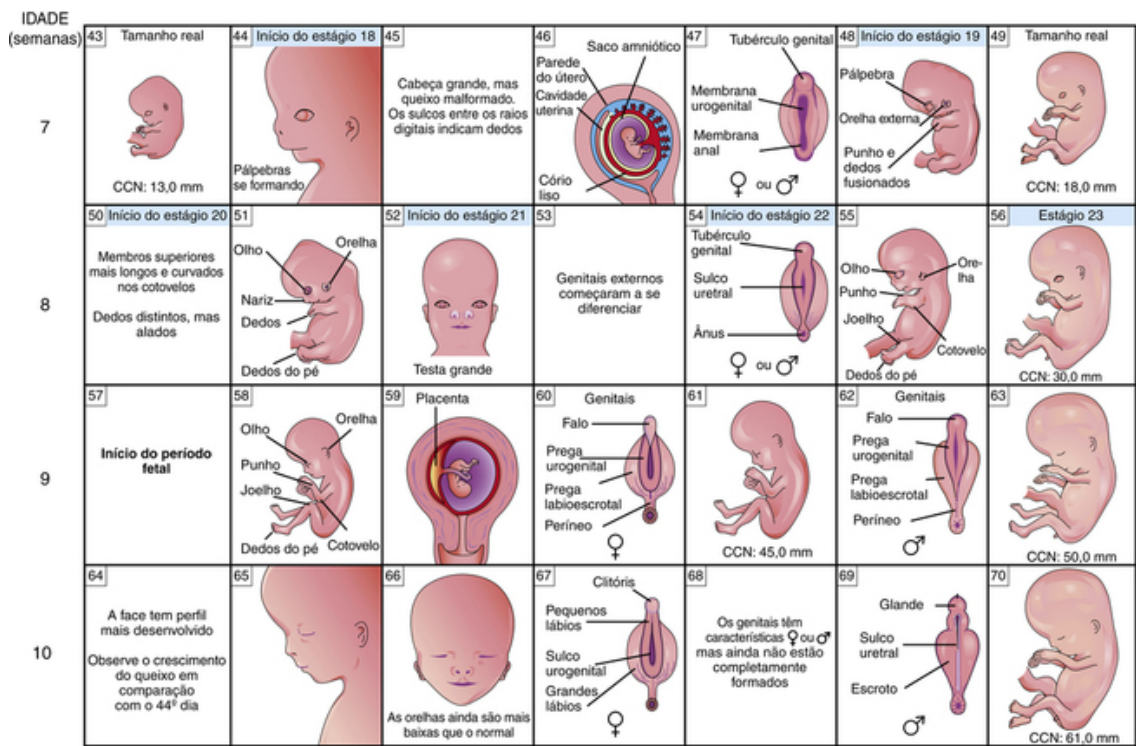 IDADE
(semanas)
7
43
Tamanho real
CCN: 13,0 mm
44
Início do estágio 18
Pálpebras
se formando
45
Cabeça grande, mas
queixo malformado.
Os sulcos entre os raios
digitais indicam dedos
46
Saco amniótico
Parede
do útero
Cavidade
uterina
Cório
liso
47
Tubérculo genital
Membrana
urogenital
Membrana
anal
♀ ou ♂
48
Início do estágio 19
Pálpebra
Orelha externa
Punho e
dedos
fusionados
49
Tamanho real
CCN: 18,0 mm
8
50
Início do estágio 20
Membros superiores
mais longos e curvados
nos cotovelos
Dedos distintos, mas
alados
51
Olho
Orelha
Nariz
Dedos
Dedos do pé
52
Início do estágio 21
Testa grande
53
Genitais externos
começaram a se
diferenciar
54
Início do estágio 22
Tubérculo
genital
Sulco
uretral
Ânus
♀ ou ♂
55
Olho
Ore-
lha
Punho
Joelho
Cotovelo
Dedos do pé
56
Estágio 23
CCN: 30,0 mm
9
57
Início do período
fetal
58
Olho
Orelha
Punho
Joelho
Cotovelo
Dedos do pé
59
Placenta
60
Genitais
Falo
Prega
urogenital
Prega
labioescrotal
Períneo
♀
61
CCN: 45,0 mm
62
Genitais
Falo
Prega
urogenital
Prega
labioescrotal
Períneo
♂
63
CCN: 50,0 mm
10
64
A face tem perfil
mais desenvolvido
Observe o crescimento
do queixo em
comparação
com o 44º dia
65
66
As orelhas ainda são mais
baixas que o normal
67
Clitóris
Pequenos
lábios
Sulco
urogenital
Grandes
lábios
♀
68
Os genitais têm
características ♀ ou ♂
mas ainda não estão
completamente
formados
69
Glande
Sulco
uretral
Escroto
♂
70
CCN: 61,0 mm